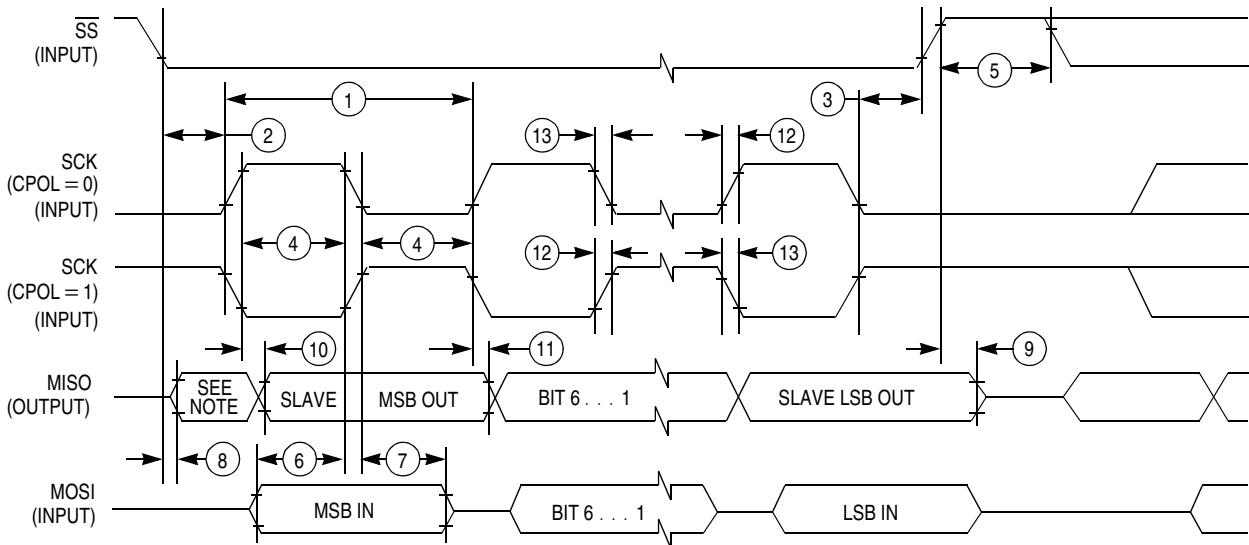 SS
(INPUT)
5
1
3
2
13
12
SCK
(CPOL = 0)
(INPUT)
4
4
SCK
(CPOL = 1)
(INPUT)
12
13
10
11
9
MISO
(OUTPUT)
SEE
NOTE
SLAVE
MSB OUT
BIT 6 . . . 1
SLAVE LSB OUT
8
6
7
MOSI
(INPUT)
MSB IN
BIT 6 . . . 1
LSB IN